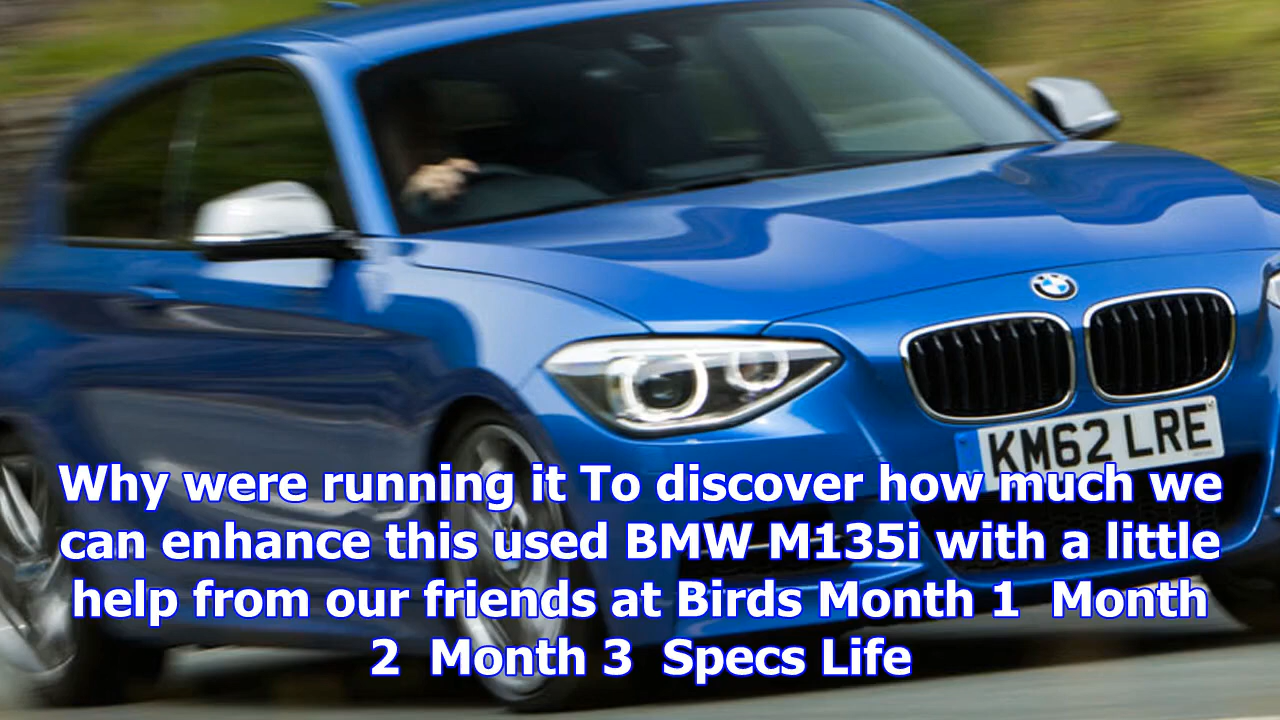 KM62 LRE
Why were running it To discover how much we
can enhance this used BMW M135i with a little
help from our friends at Birds Month 1 Month
2 Month 3 Specs Life